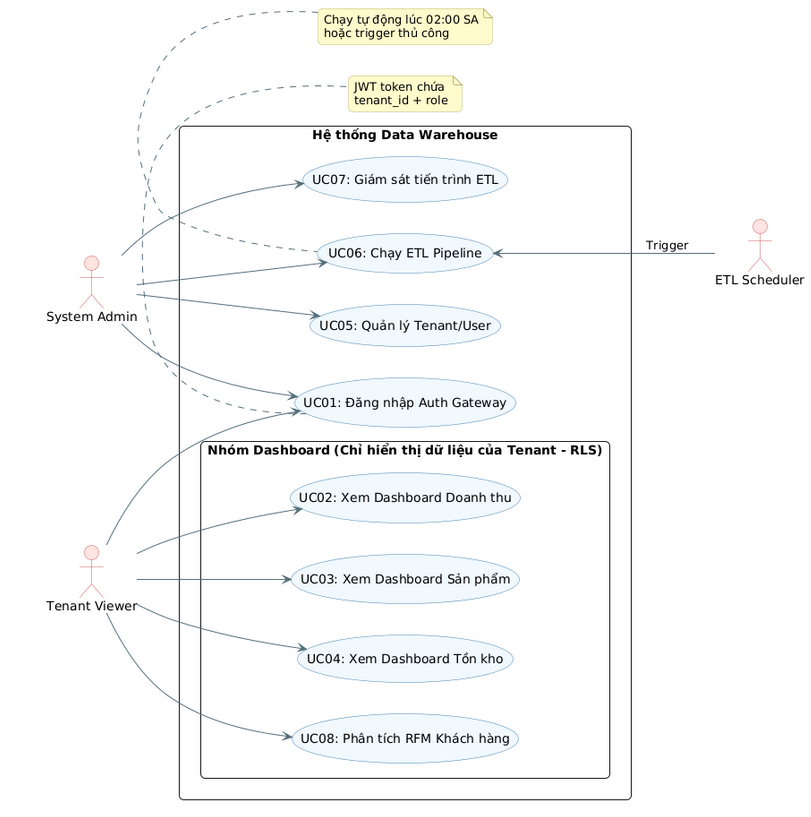 Chạy tự động lúc 02:00 SA
hoặc trigger thủ công
JWT token chứa
tenant_id + role
Hệ thống Data Warehouse
UC07: Giám sát tiến trình ETL
UC06: Chạy ETL Pipeline
Trigger
ETL Scheduler
System Admin
UC05: Quản lý Tenant/User
UC01: Đăng nhập Auth Gateway
Nhóm Dashboard (Chỉ hiển thị dữ liệu của Tenant - RLS)
UC02: Xem Dashboard Doanh thu
UC03: Xem Dashboard Sản phẩm
Tenant Viewer
UC04: Xem Dashboard Tồn kho
UC08: Phân tích RFM Khách hàng